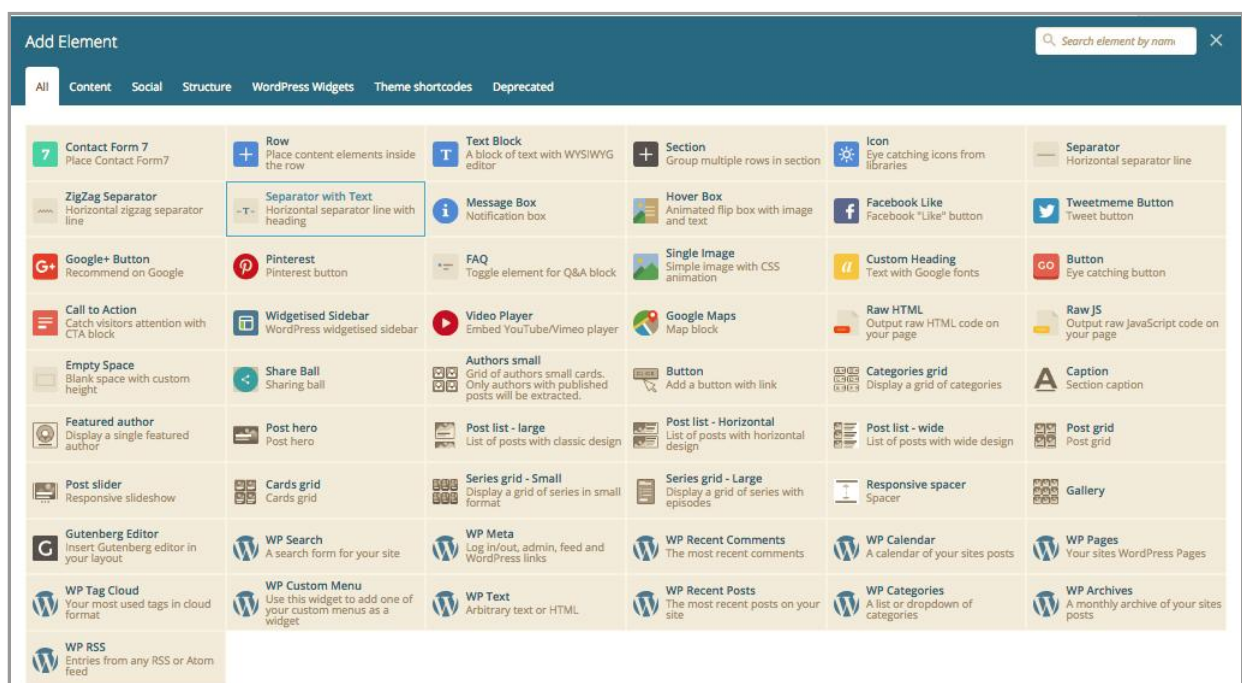 Add Element
Search element by nam
All Content Social Structure WordPress Widgets Theme shortcodes Deprecated
7
Contact Form 7
Place Contact Form7
Row
Place content elements inside
the row
T
Text Block
A block of text with WYSIWYG
editor
Section
Group multiple rows in section
Icon
Eye catching icons from
libraries
Separator
Horizontal separator line
ZigZag Separator
Horizontal zigzag separator
line
-T-
Separator with Text
Horizontal separator line with
heading
i
Message Box
Notification box
Hover Box
Animated flip box with image
and text
f
Facebook Like
Facebook "Like" button
Tweetmeme Button
Tweet button
G+
Google+ Button
Recommend on Google
Pinterest
Pinterest button
FAQ
Toggle element for Q&A block
Single Image
Simple image with CSS
animation
a
Custom Heading
Text with Google fonts
GO
Button
Eye catching button
Call to Action
Catch visitors attention with
CTA block
Widgetised Sidebar
WordPress widgetised sidebar
Video Player
Embed YouTube/Vimeo player
Google Maps
Map block
Raw HTML
Output raw HTML code on
your page
Raw JS
Output raw JavaScript code on
your page
Empty Space
Blank space with custom
height
Share Ball
Sharing ball
Authors small
Grid of authors small cards.
Only authors with published
posts will be extracted.
Button
Add a button with link
Categories grid
Display a grid of categories
A
Caption
Section caption
Featured author
Display a single featured
author
Post hero
Post hero
Post list - large
List of posts with classic design
Post list - Horizontal
List of posts with horizontal
design
Post list - wide
List of posts with wide design
Post grid
Post grid
Post slider
Responsive slideshow
Cards grid
Cards grid
Series grid - Small
Display a grid of series in small
format
Series grid - Large
Display a grid of series with
episodes
Responsive spacer
Spacer
Gallery
G
Gutenberg Editor
Insert Gutenberg editor in
your layout
WP Search
A search form for your site
WP Meta
Log in/out, admin, feed and
WordPress links
WP Recent Comments
The most recent comments
WP Calendar
A calendar of your sites posts
WP Pages
Your sites WordPress Pages
WP Tag Cloud
Your most used tags in cloud
format
WP Custom Menu
Use this widget to add one of
your custom menus as a
widget
WP Text
Arbitrary text or HTML
WP Recent Posts
The most recent posts on your
site
WP Categories
A list or dropdown of
categories
WP Archives
A monthly archive of your sites
posts
WP RSS
Entries from any RSS or Atom
feed